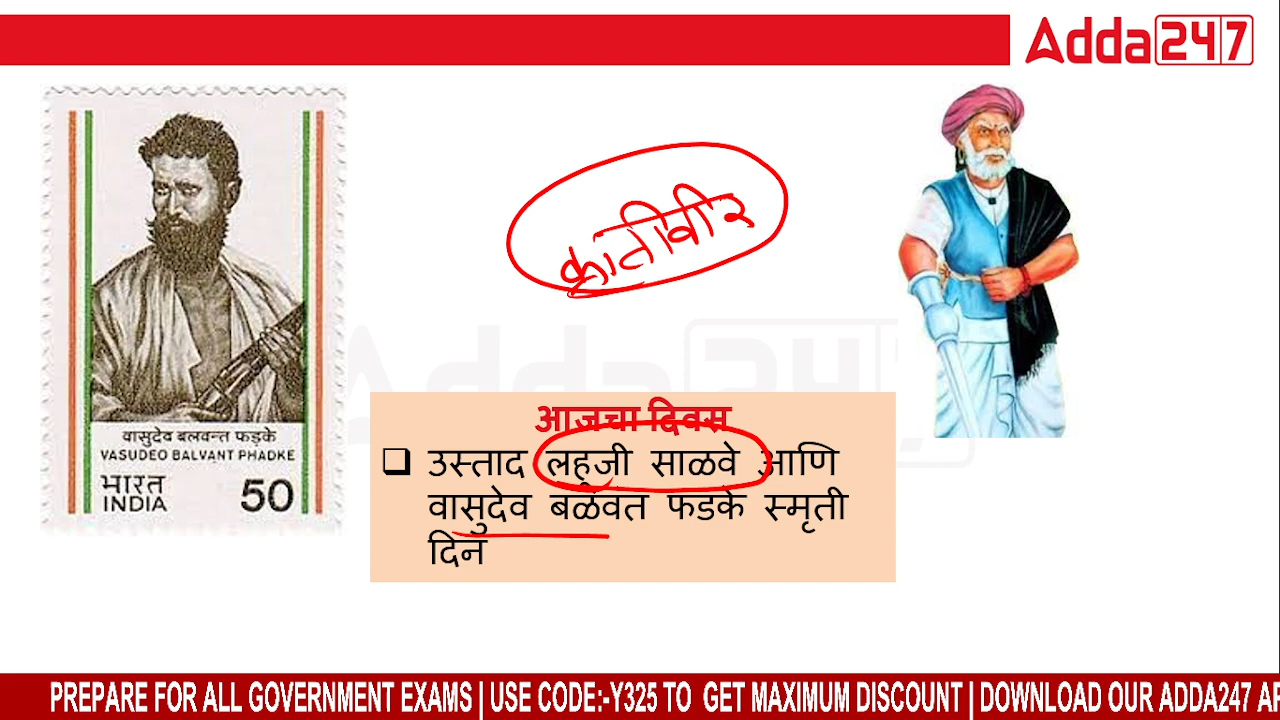 Adda247
क्रांतीवीर
वासुदेव बलवन्त फड़के
VASUDEO BALVANT PHADKE
भारत
INDIA
50
आजचा दिवस
उस्ताद लहुजी साळवे आणि
वासुदेव बळवंत फडके स्मृती
दिन
PREPARE FOR ALL GOVERNMENT EXAMS | USE CODE:-Y325 TO GET MAXIMUM DISCOUNT | DOWNLOAD OUR ADDA247 AP